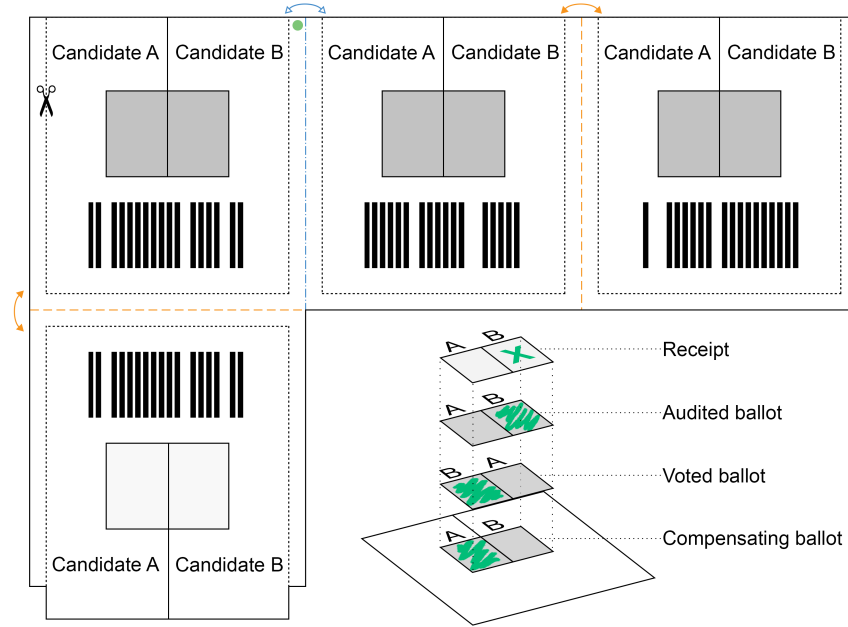 Candidate A Candidate B
Candidate A Candidate B
Candidate A Candidate B
A B
Receipt
A B
Audited ballot
B A
Voted ballot
A B
Compensating ballot
Candidate A Candidate B